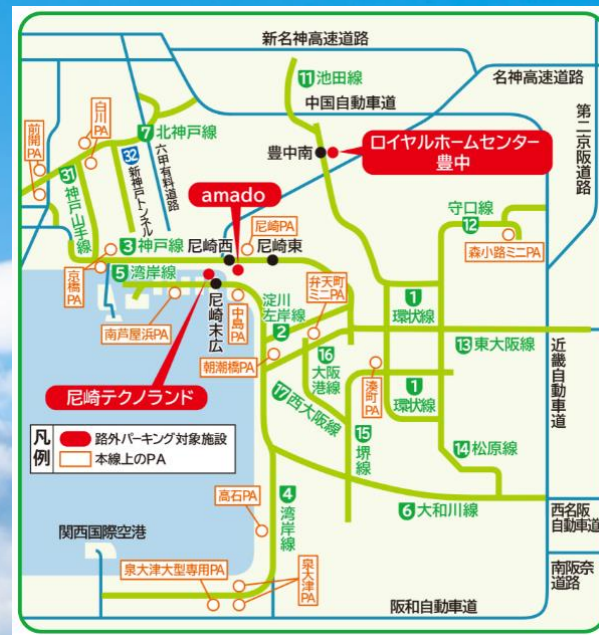 新名神高速道路
名神高速道路
11 池田線
中国自動車道
第二京阪道路
白川PA
前開PA
7 北神戸線
六甲有料道路
32 新神戸トンネル
31 神戸山手線
豊中南
ロイヤルホームセンター
豊中
amado
尼崎PA
守口線
12
森小路ミニPA
3 神戸線
尼崎西
尼崎東
5 湾岸線
京橋PA
南芦屋浜PA
尼崎末広
中島PA
淀川
左岸線
2
弁天町
ミニPA
1
環状線
13 東大阪線
近畿自動車道
朝潮橋PA
16
大阪
港線
湊町PA
尼崎テクノランド
17 西大阪線
1
環状線
15
堺線
14 松原線
凡例
路外パーキング対象施設
本線上のPA
高石PA
4
湾岸線
6 大和川線
西名阪
自動車道
関西国際空港
南阪奈
道路
泉大津大型専用PA
泉大津PA
阪和自動車道